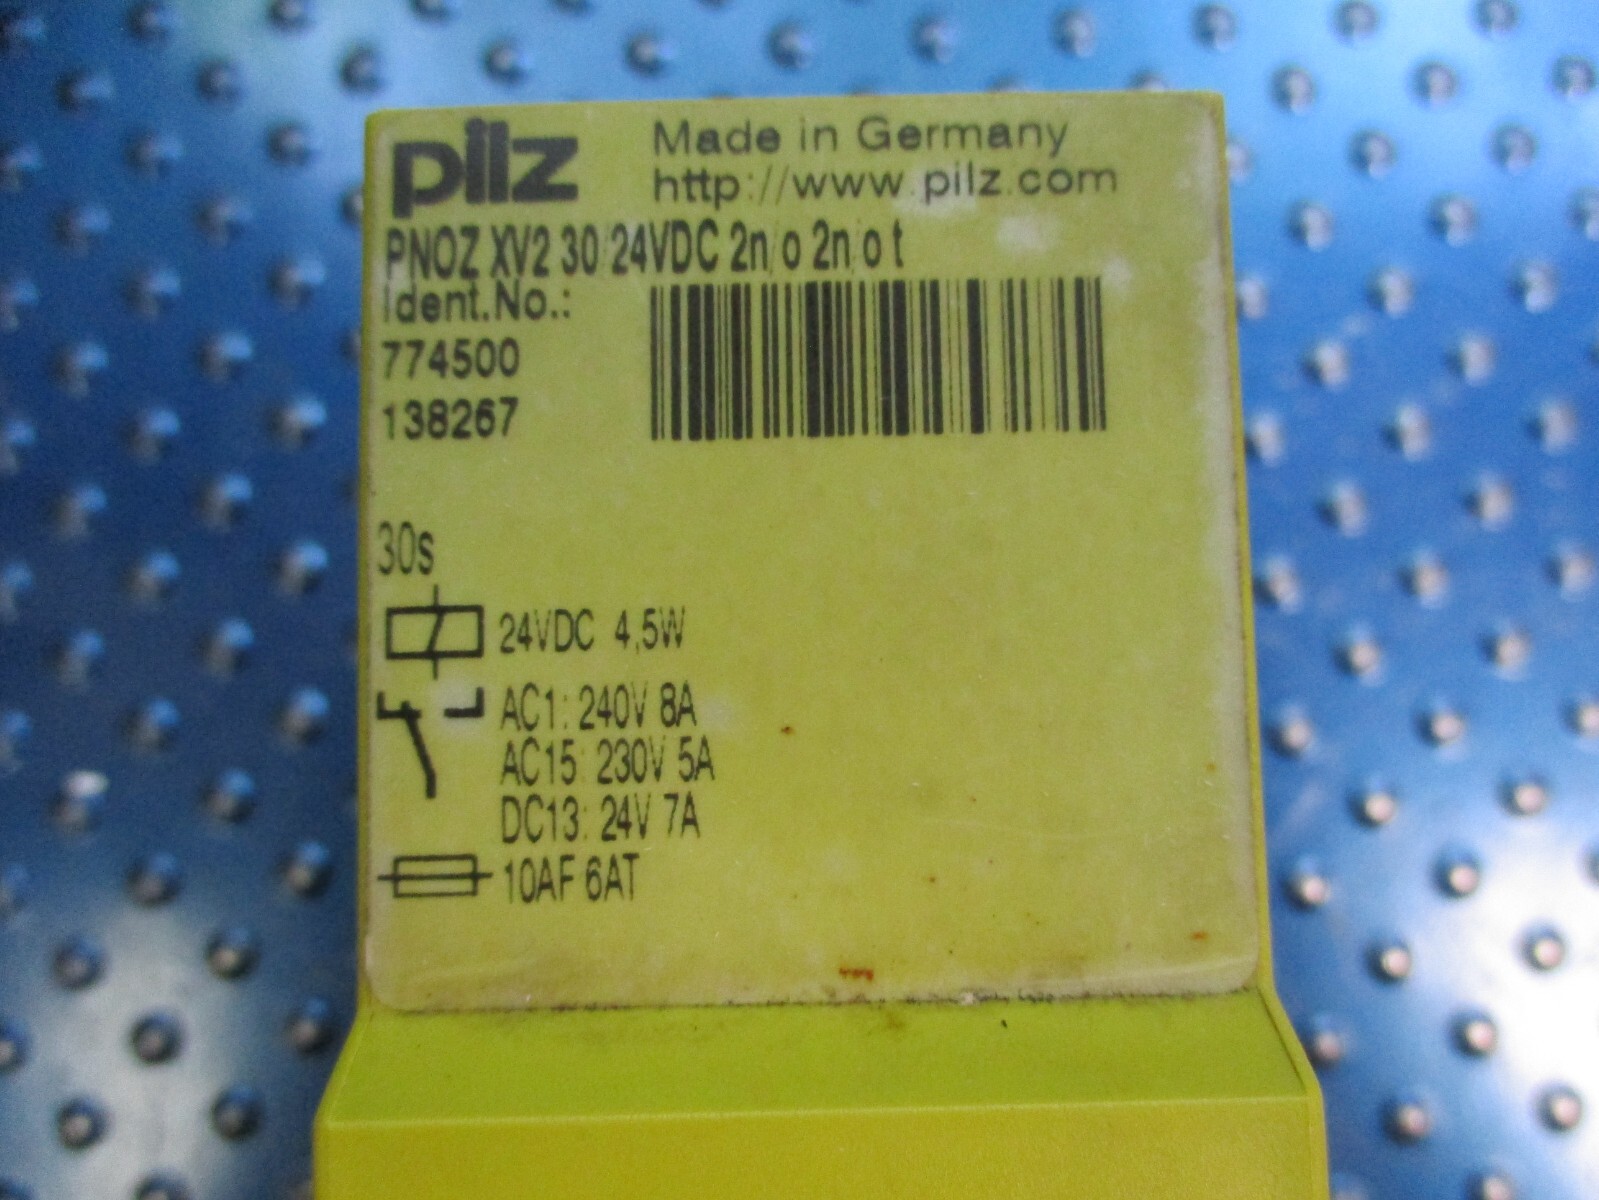 pilz
Made in Germany
http://www.pilz.com
PNOZ XV2 30/24VDC 2n/o 2n/o t
Ident.No.:
774500
138267
30s
24VDC 4,5W
AC1: 240V 8A
AC15: 230V 5A
DC13: 24V 7A
10AF 6AT